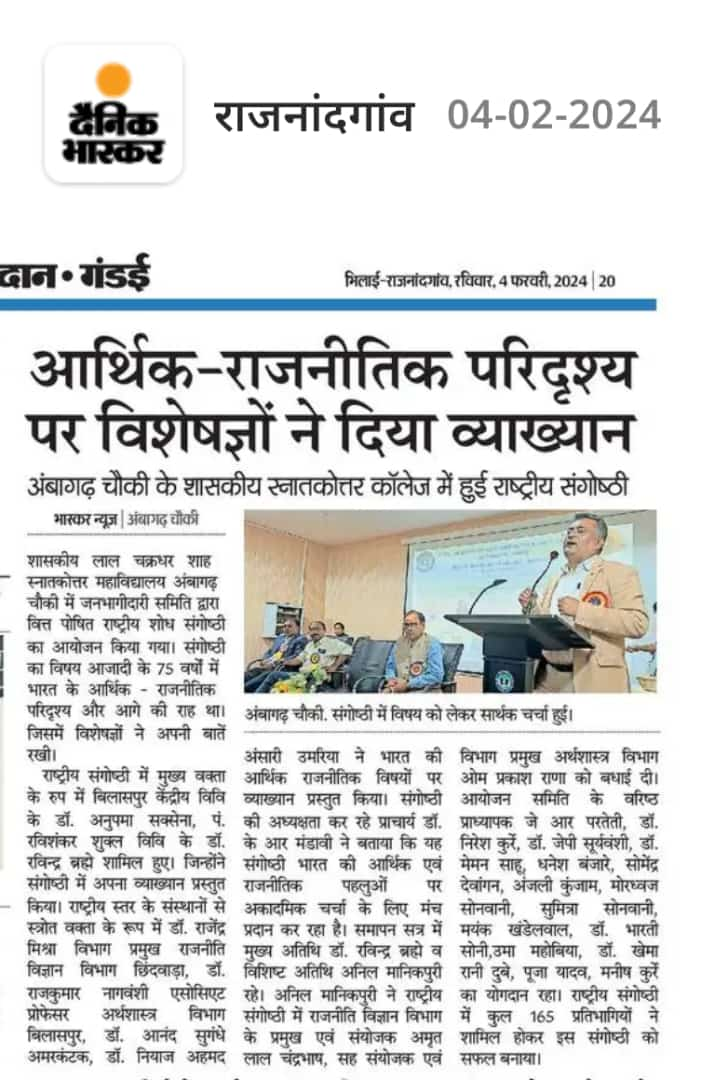 दैनिक
भास्कर
राजनांदगांव 04-02-2024
दान • गंडई
भिलाई-राजनांदगांव, रविवार, 4 फरवरी, 2024 | 20
आर्थिक-राजनीतिक परिदृश्य
पर विशेषज्ञों ने दिया व्याख्यान
अंबागढ़ चौकी के शासकीय स्नातकोत्तर कॉलेज में हुई राष्ट्रीय संगोष्ठी
भास्कर न्यूज | अंबागढ़ चौकी
शासकीय लाल चक्रधर शाह
स्नातकोत्तर महाविद्यालय अंबागढ़
चौकी में जनभागीदारी समिति द्वारा
वित्त पोषित राष्ट्रीय शोध संगोष्ठी
का आयोजन किया गया। संगोष्ठी
का विषय आजादी के 75 वर्षों में
भारत के आर्थिक - राजनीतिक
परिदृश्य और आगे की राह था।
जिसमें विशेषज्ञों ने अपनी बातें
रखी।
राष्ट्रीय संगोष्ठी में मुख्य वक्ता
के रुप में बिलासपुर केंद्रीय विवि
के डॉ. अनुपमा सक्सेना, पं.
रविशंकर शुक्ल विवि के डॉ.
रविन्द्र ब्रह्मे शामिल हुए। जिन्होंने
संगोष्ठी में अपना व्याख्यान प्रस्तुत
किया। राष्ट्रीय स्तर के संस्थानों से
स्त्रोत वक्ता के रूप में डॉ. राजेंद्र
मिश्रा विभाग प्रमुख राजनीति
विज्ञान विभाग छिंदवाड़ा, डॉ.
राजकुमार नागवंशी एसोसिएट
प्रोफेसर अर्थशास्त्र विभाग
बिलासपुर, डॉ. आनंद सुगंधे
अमरकंटक, डॉ. नियाज अहमद
अंबागढ़ चौकी. संगोष्ठी में विषय को लेकर सार्थक चर्चा हुई।
अंसारी उमरिया ने भारत की
आर्थिक राजनीतिक विषयों पर
व्याख्यान प्रस्तुत किया। संगोष्ठी
की अध्यक्षता कर रहे प्राचार्य डॉ.
के आर मंडावी ने बताया कि यह
संगोष्ठी भारत की आर्थिक एवं
राजनीतिक पहलुओं पर
अकादमिक चर्चा के लिए मंच
प्रदान कर रहा है। समापन सत्र में
मुख्य अतिथि डॉ. रविन्द्र ब्रह्मे व
विशिष्ट अतिथि अनिल मानिकपुरी
रहे। अनिल मानिकपुरी ने राष्ट्रीय
संगोष्ठी में राजनीति विज्ञान विभाग
के प्रमुख एवं संयोजक अमृत
लाल चंद्रभाष, सह संयोजक एवं
विभाग प्रमुख अर्थशास्त्र विभाग
ओम प्रकाश राणा को बधाई दी।
आयोजन समिति के वरिष्ठ
प्राध्यापक जे आर परतेती, डॉ.
निरेश कुर्रे, डॉ. जेपी सूर्यवंशी, डॉ.
मेमन साहू, धनेश बंजारे, सोमेंद्र
देवांगन, अंजली कुंजाम, मोरध्वज
सोनवानी, सुमित्रा सोनवानी,
मयंक खंडेलवाल, डॉ. भारती
सोनी,उमा महोबिया, डॉ. खेमा
रानी दुबे, पूजा यादव, मनीष कुर्रे
का योगदान रहा। राष्ट्रीय संगोष्ठी
में कुल 165 प्रतिभागियों ने
शामिल होकर इस संगोष्ठी को
सफल बनाया।